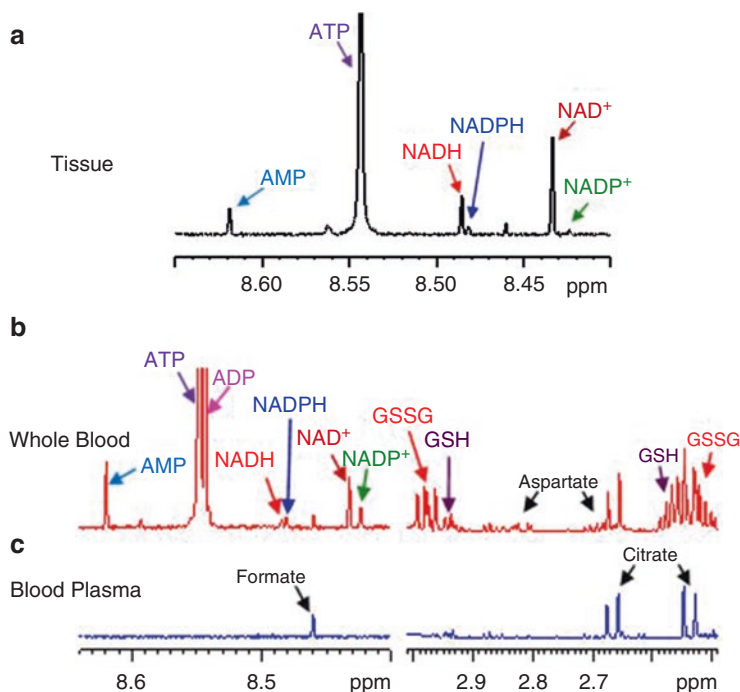 a
Tissue
ATP
AMP
NADH
NADPH
NAD+
NADP+
8.60 8.55 8.50 8.45 ppm
b
Whole Blood
ATP
ADP
AMP
NADH
NADPH
NAD+
NADP+
GSSG
GSH
Aspartate
GSH
GSSG
c
Blood Plasma
Formate
Citrate
8.6 8.5 ppm 2.9 2.8 2.7 ppm